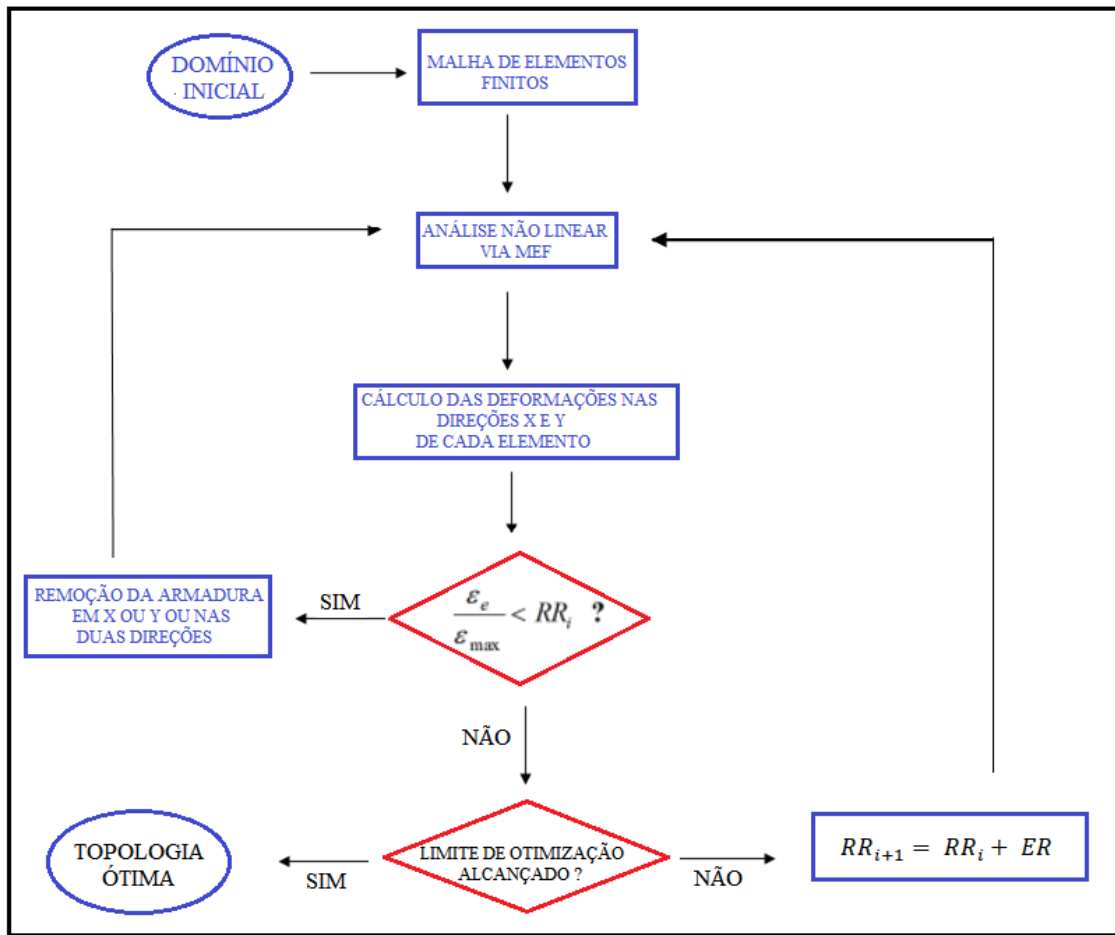 DOMÍNIO
INICIAL
MALHA DE ELEMENTOS
FINITOS
ANÁLISE NÃO LINEAR
VIA MEF
CÁLCULO DAS DEFORMAÇÕES NAS
DIREÇÕES X E Y
DE CADA ELEMENTO
REMOÇÃO DA ARMADURA
EM X OU Y OU NAS
DUAS DIREÇÕES
SIM
ε_e / ε_max < RR_i ?
NÃO
TOPOLOGIA
ÓTIMA
SIM
LIMITE DE OTIMIZAÇÃO
ALCANÇADO ?
NÃO
RR_{i+1} = RR_i + ER